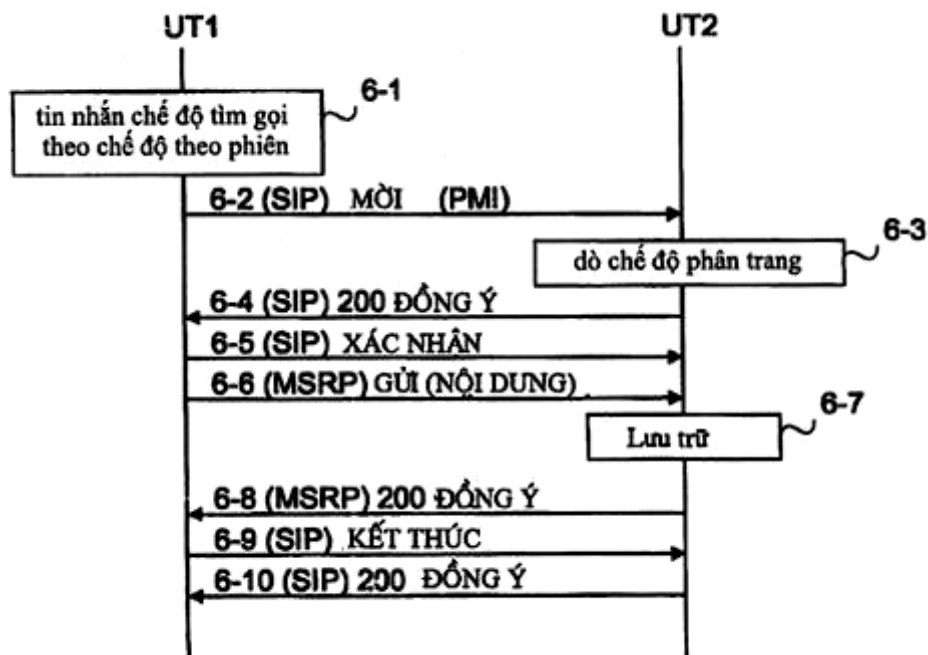 UT1 UT2
6-1
tin nhắn chế độ tìm gọi
theo chế độ theo phiên
6-2 (SIP) MỜI (PMI)
6-3
dò chế độ phân trang
6-4 (SIP) 200 ĐỒNG Ý
6-5 (SIP) XÁC NHÂN
6-6 (MSRP) GỬI (NỘI DUNG)
6-7
Lưu trữ
6-8 (MSRP) 200 ĐỒNG Ý
6-9 (SIP) KẾT THÚC
6-10 (SIP) 200 ĐỒNG Ý